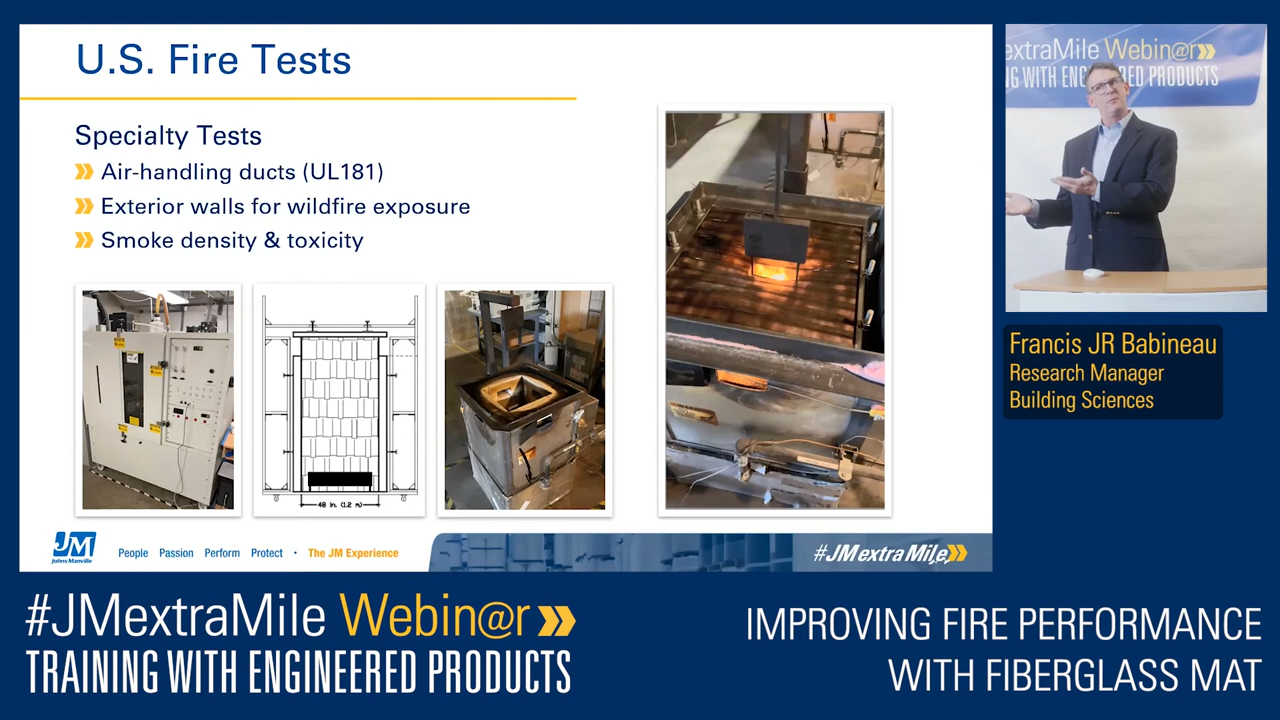 U.S. Fire Tests
Specialty Tests
Air-handling ducts (UL181)
Exterior walls for wildfire exposure
Smoke density & toxicity
48 in. (1.2 m)
JM
Johns Manville
People Passion Perform Protect • The JM Experience
#JMextraMile
extraMile Webin@r
NG WITH ENGINEERED PRODUCTS
Francis JR Babineau
Research Manager
Building Sciences
#JMextraMile Webin@r
TRAINING WITH ENGINEERED PRODUCTS
IMPROVING FIRE PERFORMANCE
WITH FIBERGLASS MAT